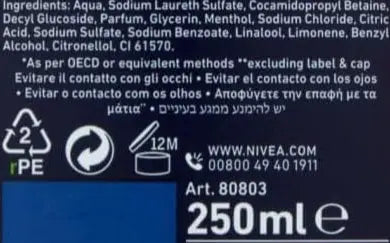 Ingredients: Aqua, Sodium Laureth Sulfate, Cocamidopropyl Betaine,
Decyl Glucoside, Parfum, Glycerin, Menthol, Sodium Chloride, Citric
Acid, Sodium Sulfate, Sodium Benzoate, Linalool, Limonene, Benzyl
Alcohol, Citronellol, CI 61570.
*As per OECD or equivalent methods **excluding label & cap
Evitare il contatto con gli occhi • Evitar el contacto con los ojos
• Evitar o contacto com os olhos • Αποφύγετε την επαφή με τα
μάτια • יש להימנע ממגע בעיניים
2
rPE
12M
WWW.NIVEA.COM
00800 49 40 1911
Art. 80803
250ml e